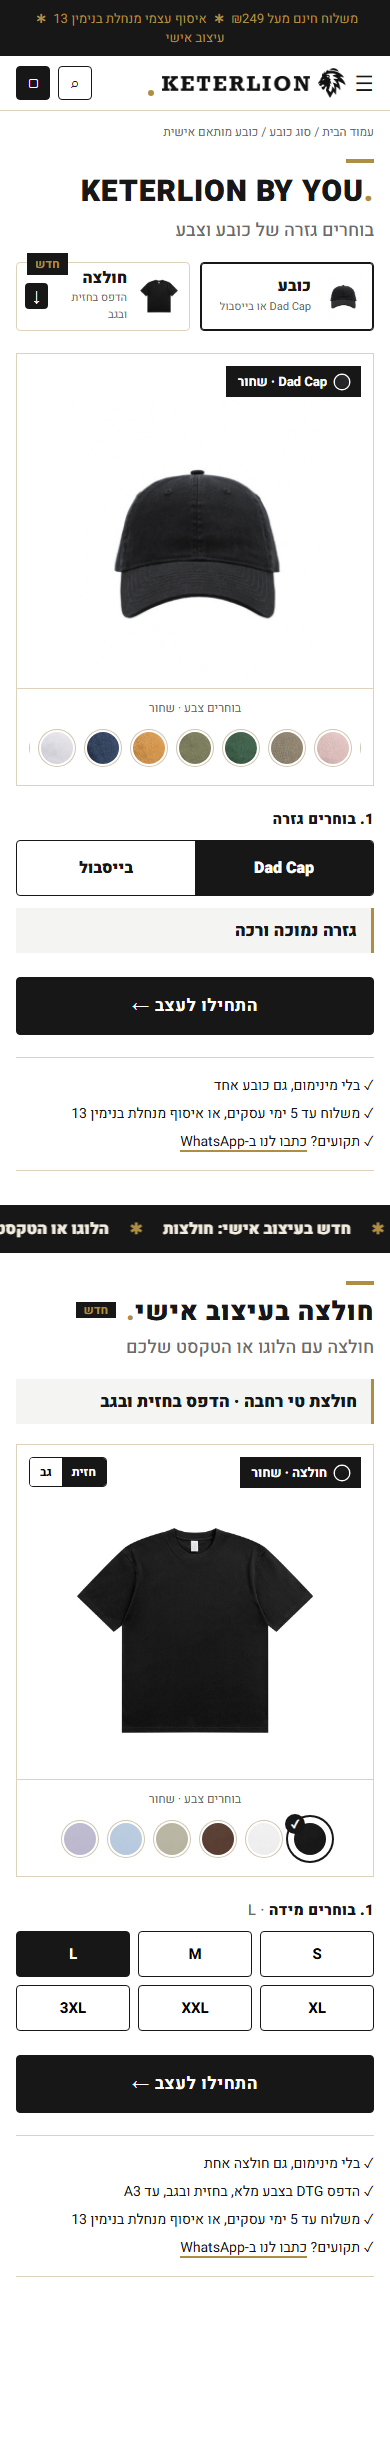 משלוח חינם מעל 249₪ ✱ איסוף עצמי מנחלת בנימין 13 ✱
עיצוב אישי
KETERLION
עמוד הבית / סוג כובע / כובע מותאם אישית
KETERLION BY YOU.
בוחרים גזרה של כובע וצבע
כובע
Dad Cap או בייסבול
חדש
חולצה
הדפס בחזית
ובגב
↓
Dad Cap · שחור
בוחרים צבע · שחור
1. בוחרים גזרה
Dad Cap
בייסבול
גזרה נמוכה ורכה
התחילו לעצב ←
✓ בלי מינימום, גם כובע אחד
✓ משלוח עד 5 ימי עסקים, או איסוף מנחלת בנימין 13
✓ תקועים? כתבו לנו ב-WhatsApp
✱ חדש בעיצוב אישי: חולצות ✱ הלוגו או הטקסט
חולצה בעיצוב אישי. חדש
חולצה עם הלוגו או הטקסט שלכם
חולצת טי רחבה · הדפס בחזית ובגב
חולצה · שחור
חזית
גב
בוחרים צבע · שחור
1. בוחרים מידה · L
S
M
L
XL
XXL
3XL
התחילו לעצב ←
✓ בלי מינימום, גם חולצה אחת
✓ הדפס DTG בצבע מלא, בחזית ובגב, עד A3
✓ משלוח עד 5 ימי עסקים, או איסוף מנחלת בנימין 13
✓ תקועים? כתבו לנו ב-WhatsApp